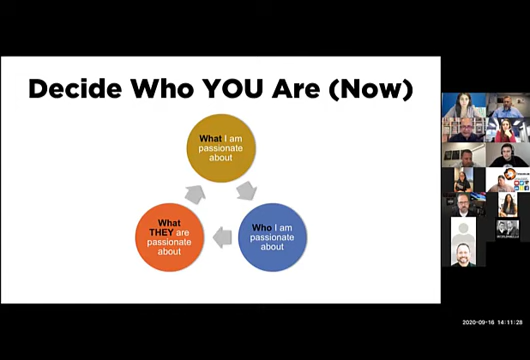 Decide Who YOU Are (Now)
What I am
passionate
about
What
THEY are
passionate
about
Who I am
passionate
about
2020-09-16 14:11:28